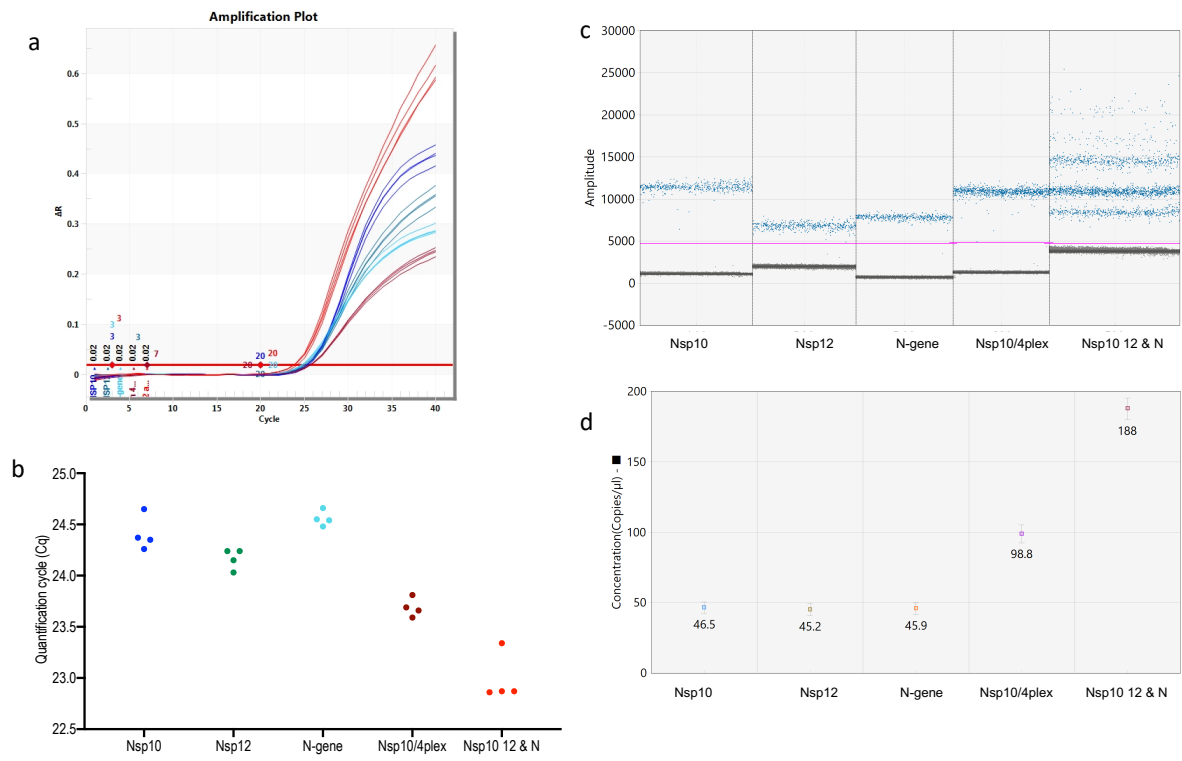 a
Amplification Plot
ΔR
0.6
0.5
0.4
0.3
0.2
0.1
0
3
3
3
3
7
0.02
0.02
0.02
0.02
0.02
20
20
20
20
20
0 5 10 15 20 25 30 35 40
Cycle
b
Quantification cycle (Cq)
25.0
24.5
24.0
23.5
23.0
22.5
Nsp10 Nsp12 N-gene Nsp10/4plex Nsp10 12 & N
c
Amplitude
30000
25000
20000
15000
10000
5000
0
-5000
Nsp10 Nsp12 N-gene Nsp10/4plex Nsp10 12 & N
d
Concentration(Copies/µl) - ■
200
150
100
50
0
46.5 45.2 45.9 98.8 188
Nsp10 Nsp12 N-gene Nsp10/4plex Nsp10 12 & N